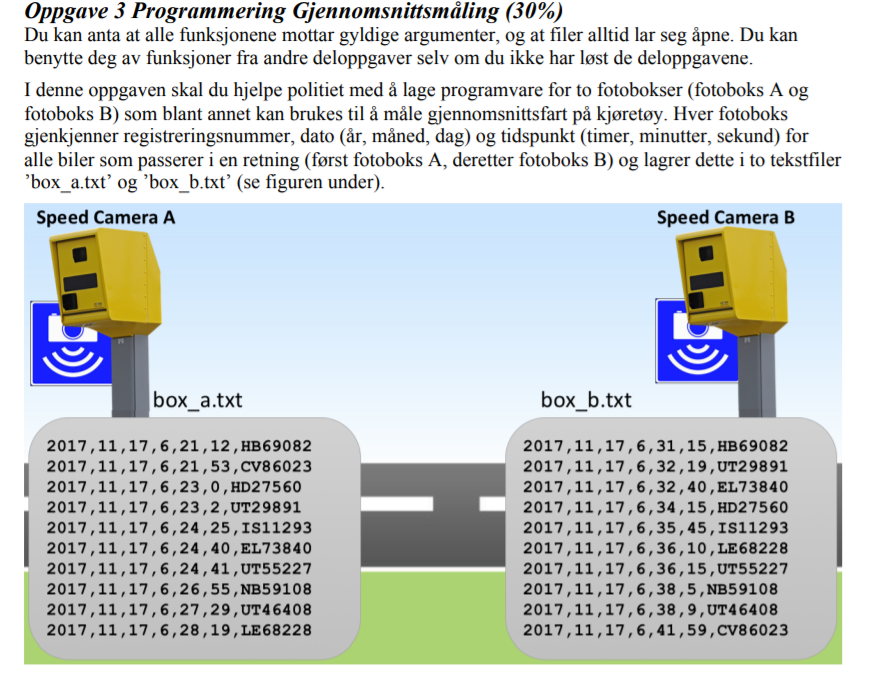 Oppgave 3 Programmering Gjennomsnittsmåling (30%)
Du kan anta at alle funksjonene mottar gyldige argumenter, og at filer alltid lar seg åpne. Du kan
benytte deg av funksjoner fra andre deloppgaver selv om du ikke har løst de deloppgavene.
I denne oppgaven skal du hjelpe politiet med å lage programvare for to fotobokser (fotoboks A og
fotoboks B) som blant annet kan brukes til å måle gjennomsnittsfart på kjøretøy. Hver fotoboks
gjenkjenner registreringsnummer, dato (år, måned, dag) og tidspunkt (timer, minutter, sekund) for
alle biler som passerer i en retning (først fotoboks A, deretter fotoboks B) og lagrer dette i to tekstfiler
’box_a.txt’ og ’box_b.txt’ (se figuren under).
Speed Camera A
Speed Camera B
box_a.txt
2017,11,17,6,21,12,HB69082
2017,11,17,6,21,53,CV86023
2017,11,17,6,23,0,HD27560
2017,11,17,6,23,2,UT29891
2017,11,17,6,24,25,IS11293
2017,11,17,6,24,40,EL73840
2017,11,17,6,24,41,UT55227
2017,11,17,6,26,55,NB59108
2017,11,17,6,27,29,UT46408
2017,11,17,6,28,19,LE68228
box_b.txt
2017,11,17,6,31,15,HB69082
2017,11,17,6,32,19,UT29891
2017,11,17,6,32,40,EL73840
2017,11,17,6,34,15,HD27560
2017,11,17,6,35,45,IS11293
2017,11,17,6,36,10,LE68228
2017,11,17,6,36,15,UT55227
2017,11,17,6,38,5,NB59108
2017,11,17,6,38,9,UT46408
2017,11,17,6,41,59,CV86023